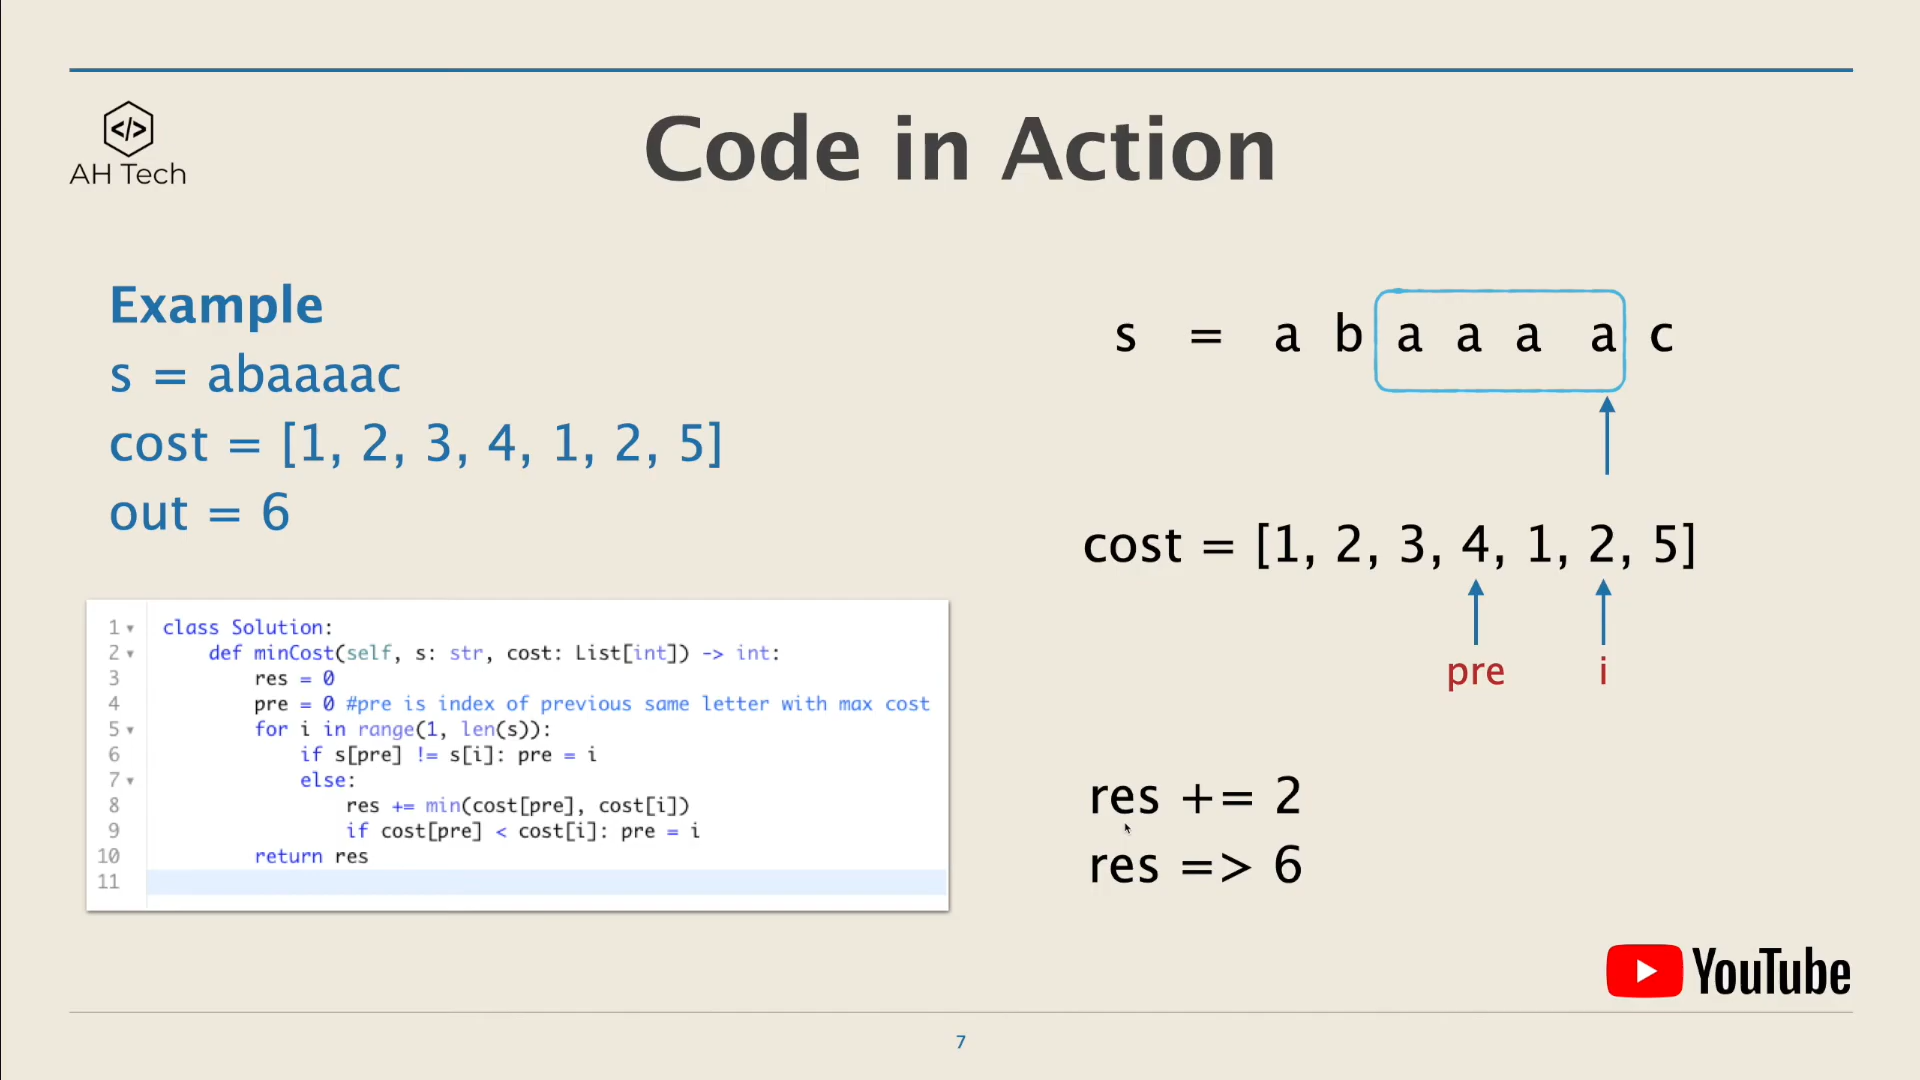 </>
AH Tech
Code in Action
Example
s = abaaaac
cost = [1, 2, 3, 4, 1, 2, 5]
out = 6
1 class Solution:
2 def minCost(self, s: str, cost: List[int]) -> int:
3 res = 0
4 pre = 0 #pre is index of previous same letter with max cost
5 for i in range(1, len(s)):
6 if s[pre] != s[i]: pre = i
7 else:
8 res += min(cost[pre], cost[i])
9 if cost[pre] < cost[i]: pre = i
10 return res
11
s = a b a a a a c
cost = [1, 2, 3, 4, 1, 2, 5]
pre i
res += 2
res => 6
YouTube
7